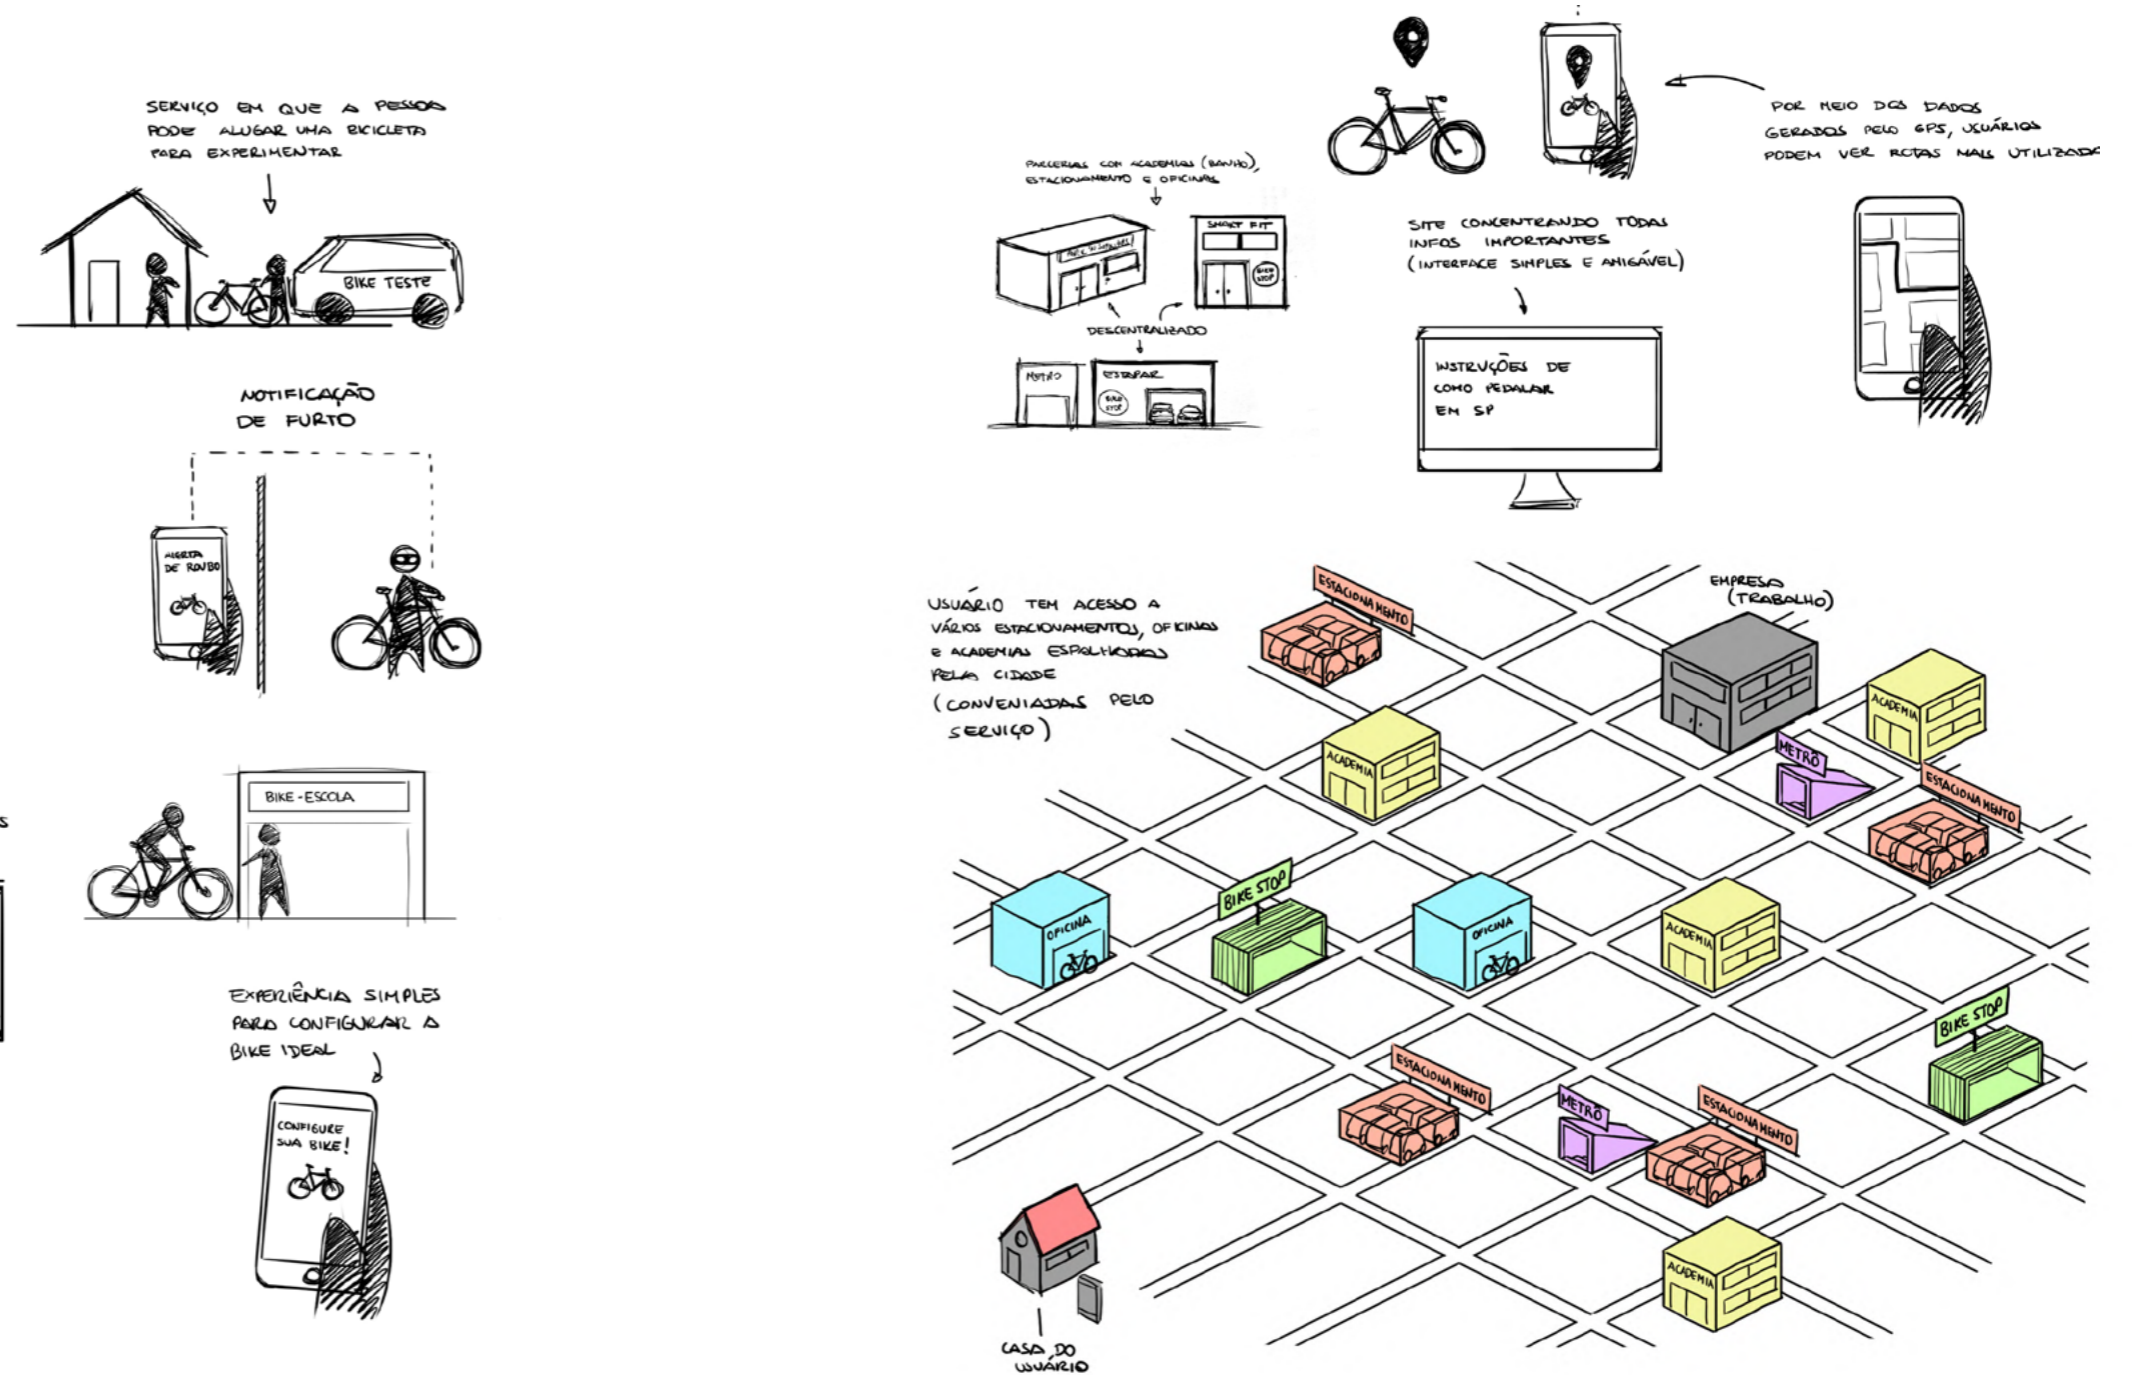 SERVIÇO EM QUE A PESSOA
PODE ALUGAR UMA BICICLETA
PARA EXPERIMENTAR
BIKE TESTE
NOTIFICAÇÃO
DE FURTO
ALERTA
DE ROUBO
BIKE-ESCOLA
EXPERIÊNCIA SIMPLES
PARA CONFIGURAR A
BIKE IDEAL
CONFIGURE
SUA BIKE!
PARCERIAS COM ACADEMIAS (BANHO),
ESTACIONAMENTO E OFICINAS
SMART FIT
BIKE
STOP
DESCENTRALIZADO
METRÔ
ESTAPAR
BIKE
STOP
POR MEIO DOS DADOS
GERADOS PELO GPS, USUÁRIOS
PODEM VER ROTAS MAIS UTILIZADA
SITE CONCENTRANDO TODAS
INFOS IMPORTANTES
(INTERFACE SIMPLES E AMIGÁVEL)
INSTRUÇÕES DE
COMO PEDALAR
EM SP
USUÁRIO TEM ACESSO A
VÁRIOS ESTACIONAMENTOS, OFICINAS
E ACADEMIAS ESPALHADAS
PELA CIDADE
(CONVENIADAS PELO
SERVIÇO)
ESTACIONAMENTO
EMPRESA
(TRABALHO)
ACADEMIA
ACADEMIA
METRÔ
ESTACIONAMENTO
OFICINA
BIKE STOP
OFICINA
ACADEMIA
BIKE STOP
ESTACIONAMENTO
METRÔ
ESTACIONAMENTO
ACADEMIA
CASA DO
USUÁRIO